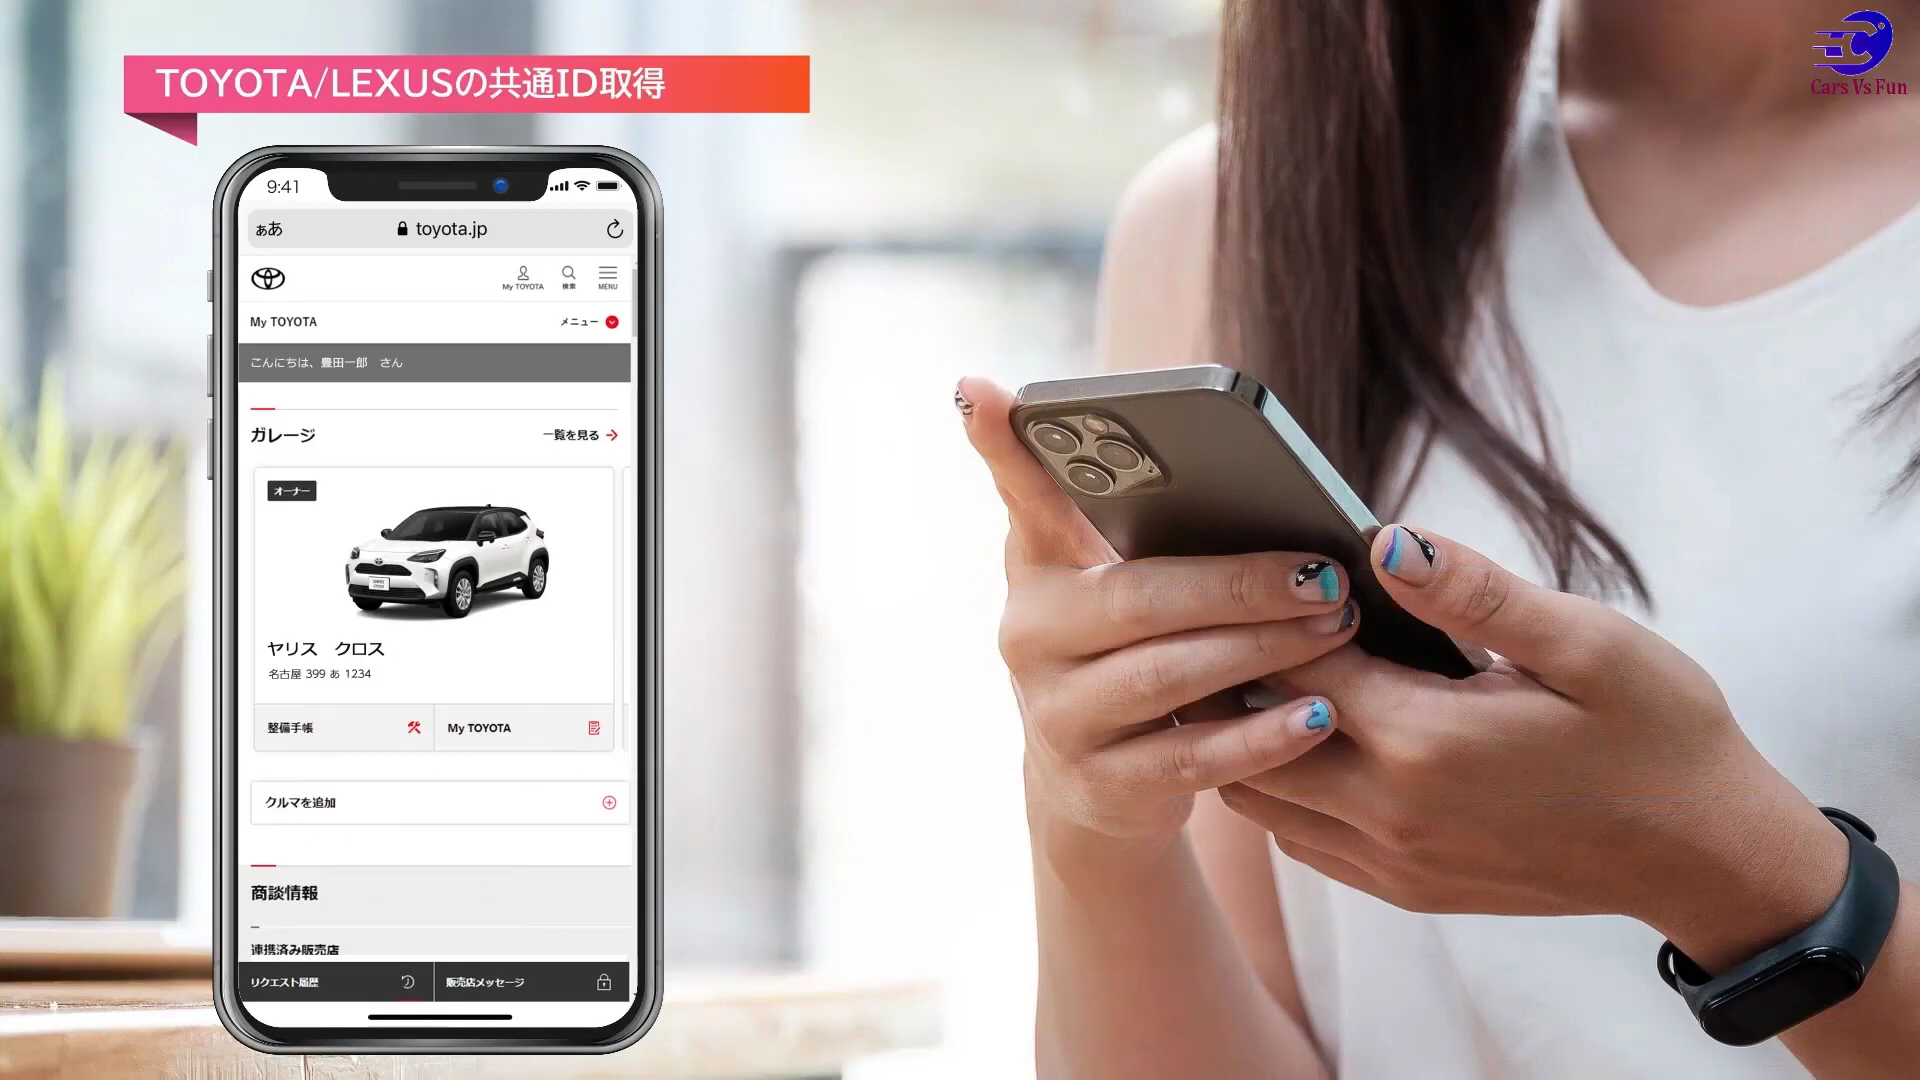 TOYOTA/LEXUSの共通ID取得
Cars Vs Fun
9:41
ぁあ
toyota.jp
My TOYOTA
検索
MENU
My TOYOTA
メニュー
こんにちは、豊田一郎 さん
ガレージ
一覧を見る
オーナー
ヤリス クロス
名古屋 399 あ 1234
整備手帳
My TOYOTA
クルマを追加
商談情報
連携済み販売店
リクエスト履歴
販売店メッセージ